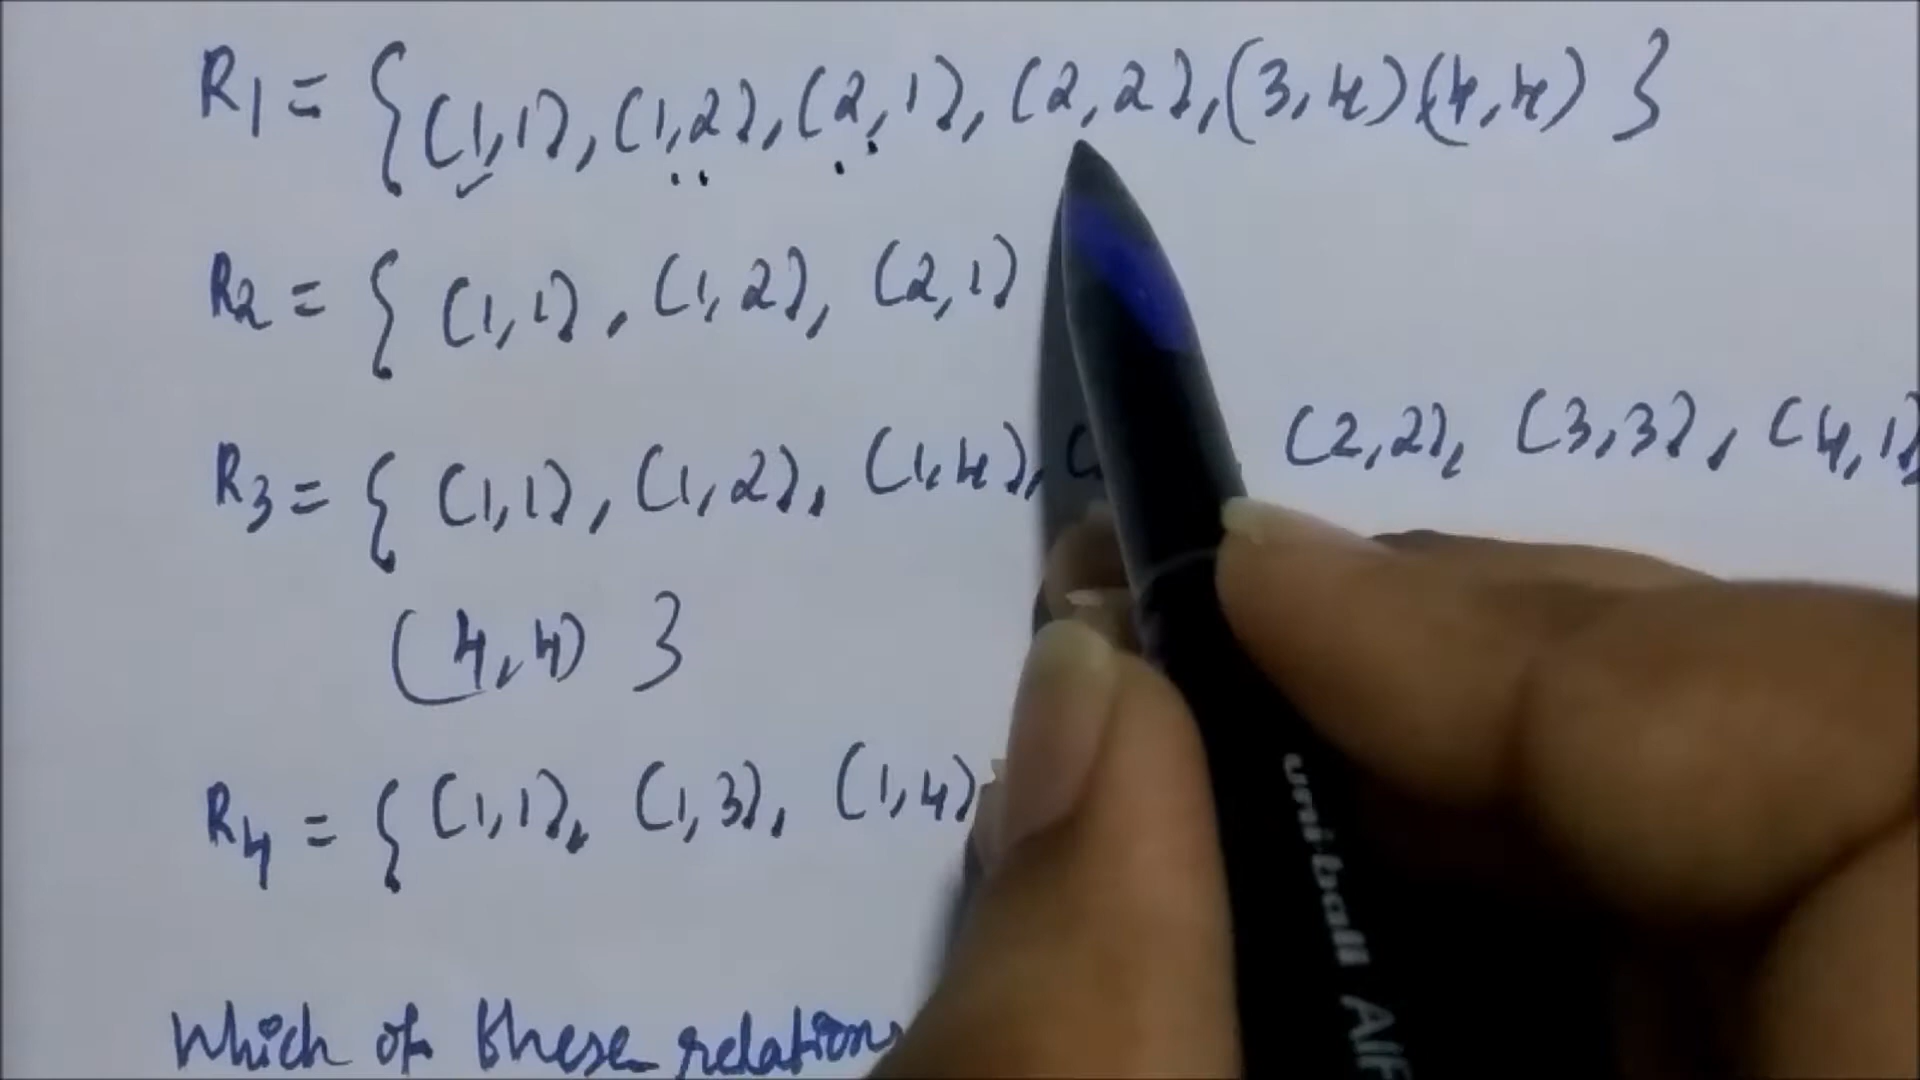 R1 = { (1,1), (1,2), (2,1), (2,2), (3,4) (4,4) }
R2 = { (1,1), (1,2), (2,1)
R3 = { (1,1), (1,2), (1,4), ( (2,2), (3,3), (4,1)
(4,4) }
R4 = { (1,1), (1,3), (1,4)
Which of these relations
uni-ball AIR